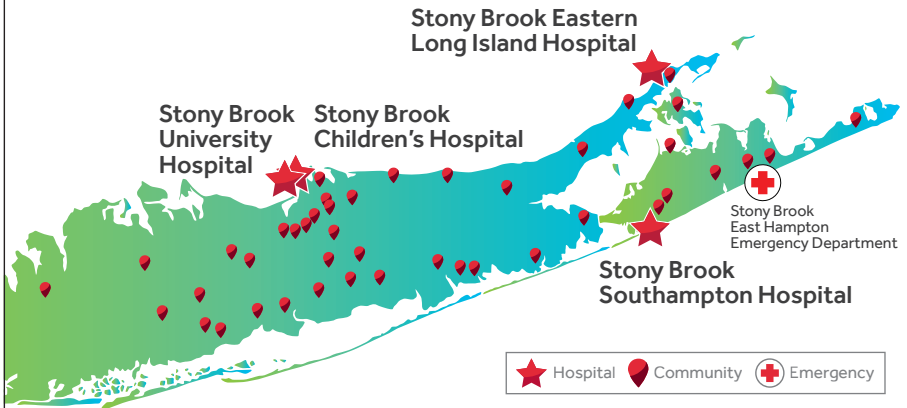 Stony Brook Eastern
Long Island Hospital
Stony Brook
University
Hospital
Stony Brook
Children's Hospital
Stony Brook
East Hampton
Emergency Department
Stony Brook
Southampton Hospital
Hospital
Community
Emergency